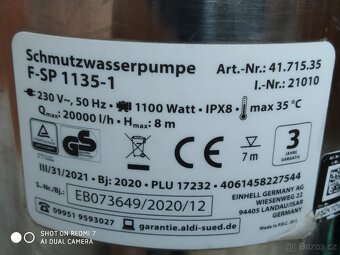 Schmutzwasserpumpe
F-SP 1135-1
Art.-Nr.: 41.715.35
I.-Nr.: 21010
230 V~, 50 Hz · 1100 Watt · IPX8 · max 35°C
Qmax: 20000 l/h · Hmax: 8 m
GS
7 m
3
JAHRE
GARANTIE
III/31/2021 • Bj: 2020 • PLU 17232 • 4061458227544
S.-Nr./Bj.: EB073649/2020/12
09951 9593027
garantie.aldi-sued.de
EINHELL GERMANY AG
WIESENWEG 22
94405 LANDAU/ISAR
GERMANY
SHOT ON REDMI 7
AI DUAL CAMERA